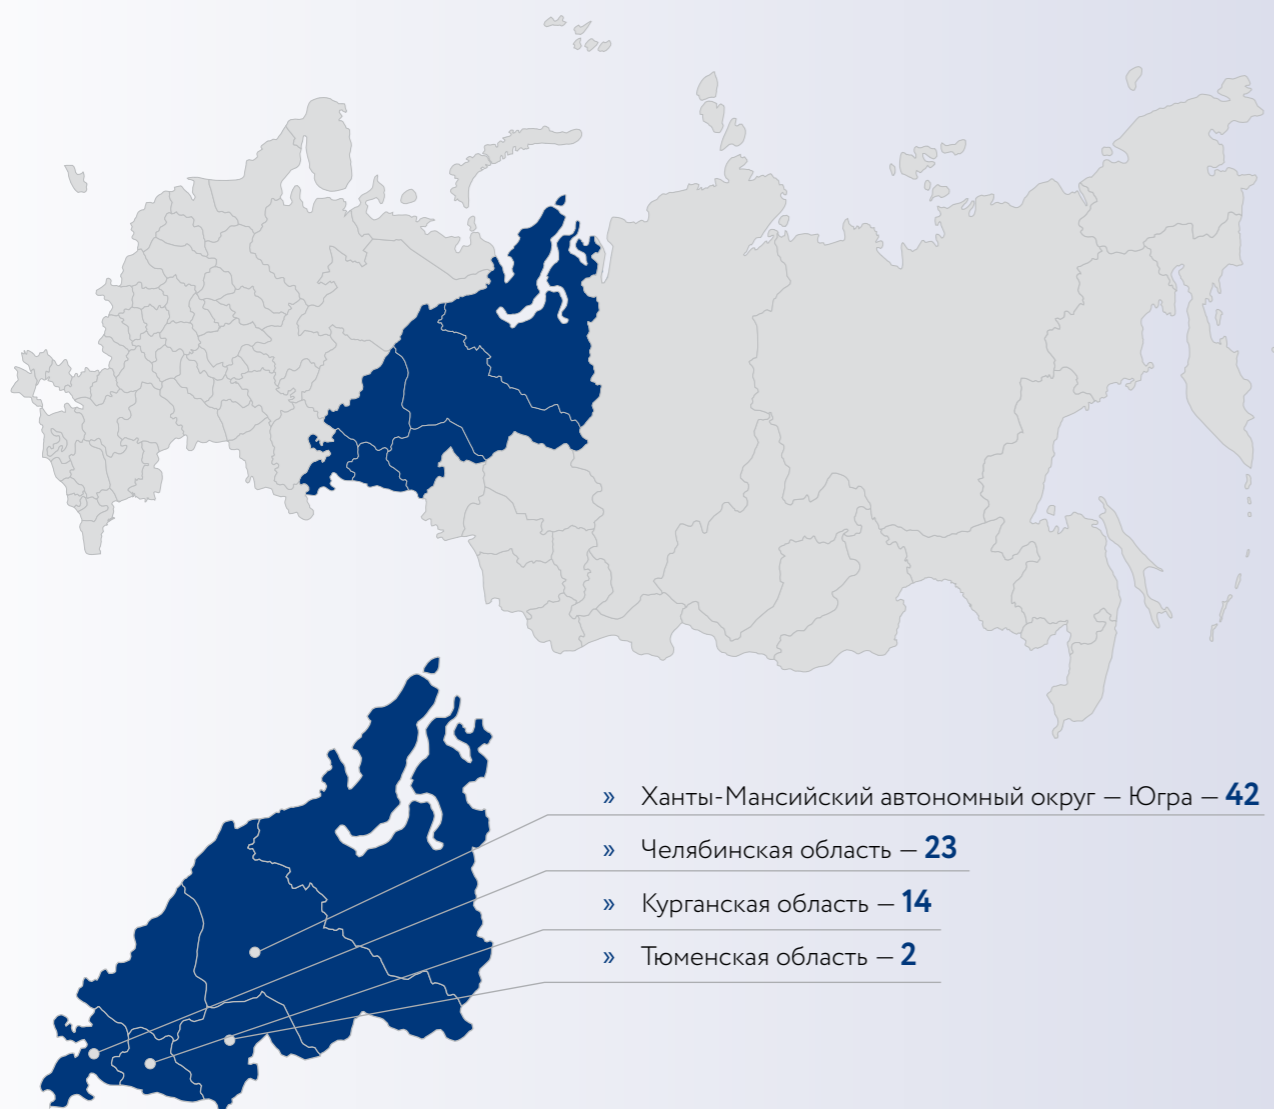 » Ханты-Мансийский автономный округ – Югра – 42
» Челябинская область – 23
» Курганская область – 14
» Тюменская область – 2